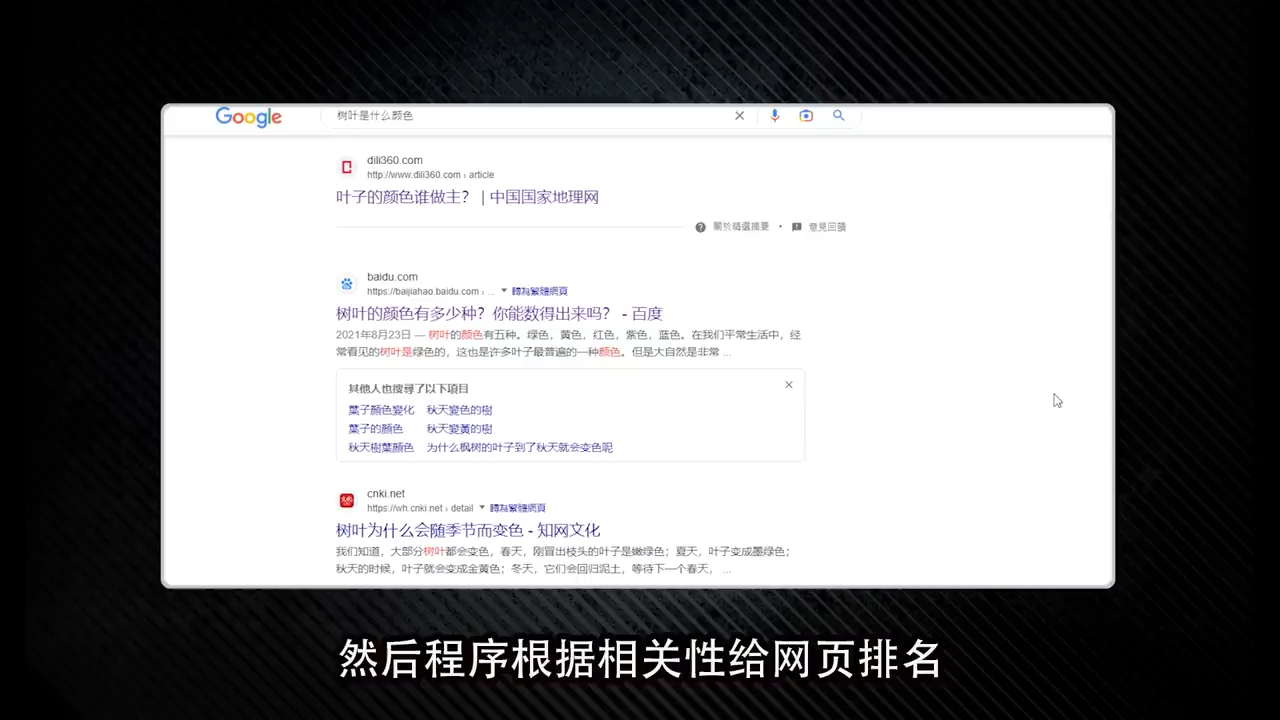 Google
树叶是什么颜色
dili360.com
http://www.dili360.com › article
叶子的颜色谁做主？ | 中国国家地理网
關於精選摘要 • 意見回饋
baidu.com
https://baijiahao.baidu.com › ... 轉為繁體網頁
树叶的颜色有多少种？你能数得出来吗？ - 百度
2021年8月23日 — 树叶的颜色有五种。绿色，黄色，红色，紫色，蓝色。在我们平常生活中，经
常看见的树叶是绿色的，这也是许多叶子最普遍的一种颜色。但是大自然是非常 ...
其他人也搜尋了以下項目
葉子顏色變化 秋天變色的樹
葉子的顏色 秋天變黃的樹
秋天樹葉顏色 为什么枫树的叶子到了秋天就会变色呢
cnki.net
https://wh.cnki.net › detail 轉為繁體網頁
树叶为什么会随季节而变色 - 知网文化
我们知道，大部分树叶都会变色，春天，刚冒出枝头的叶子是嫩绿色；夏天，叶子变成墨绿色；
秋天的时候，叶子就会变成金黄色；冬天，它们会回归泥土，等待下一个春天， ...
然后程序根据相关性给网页排名